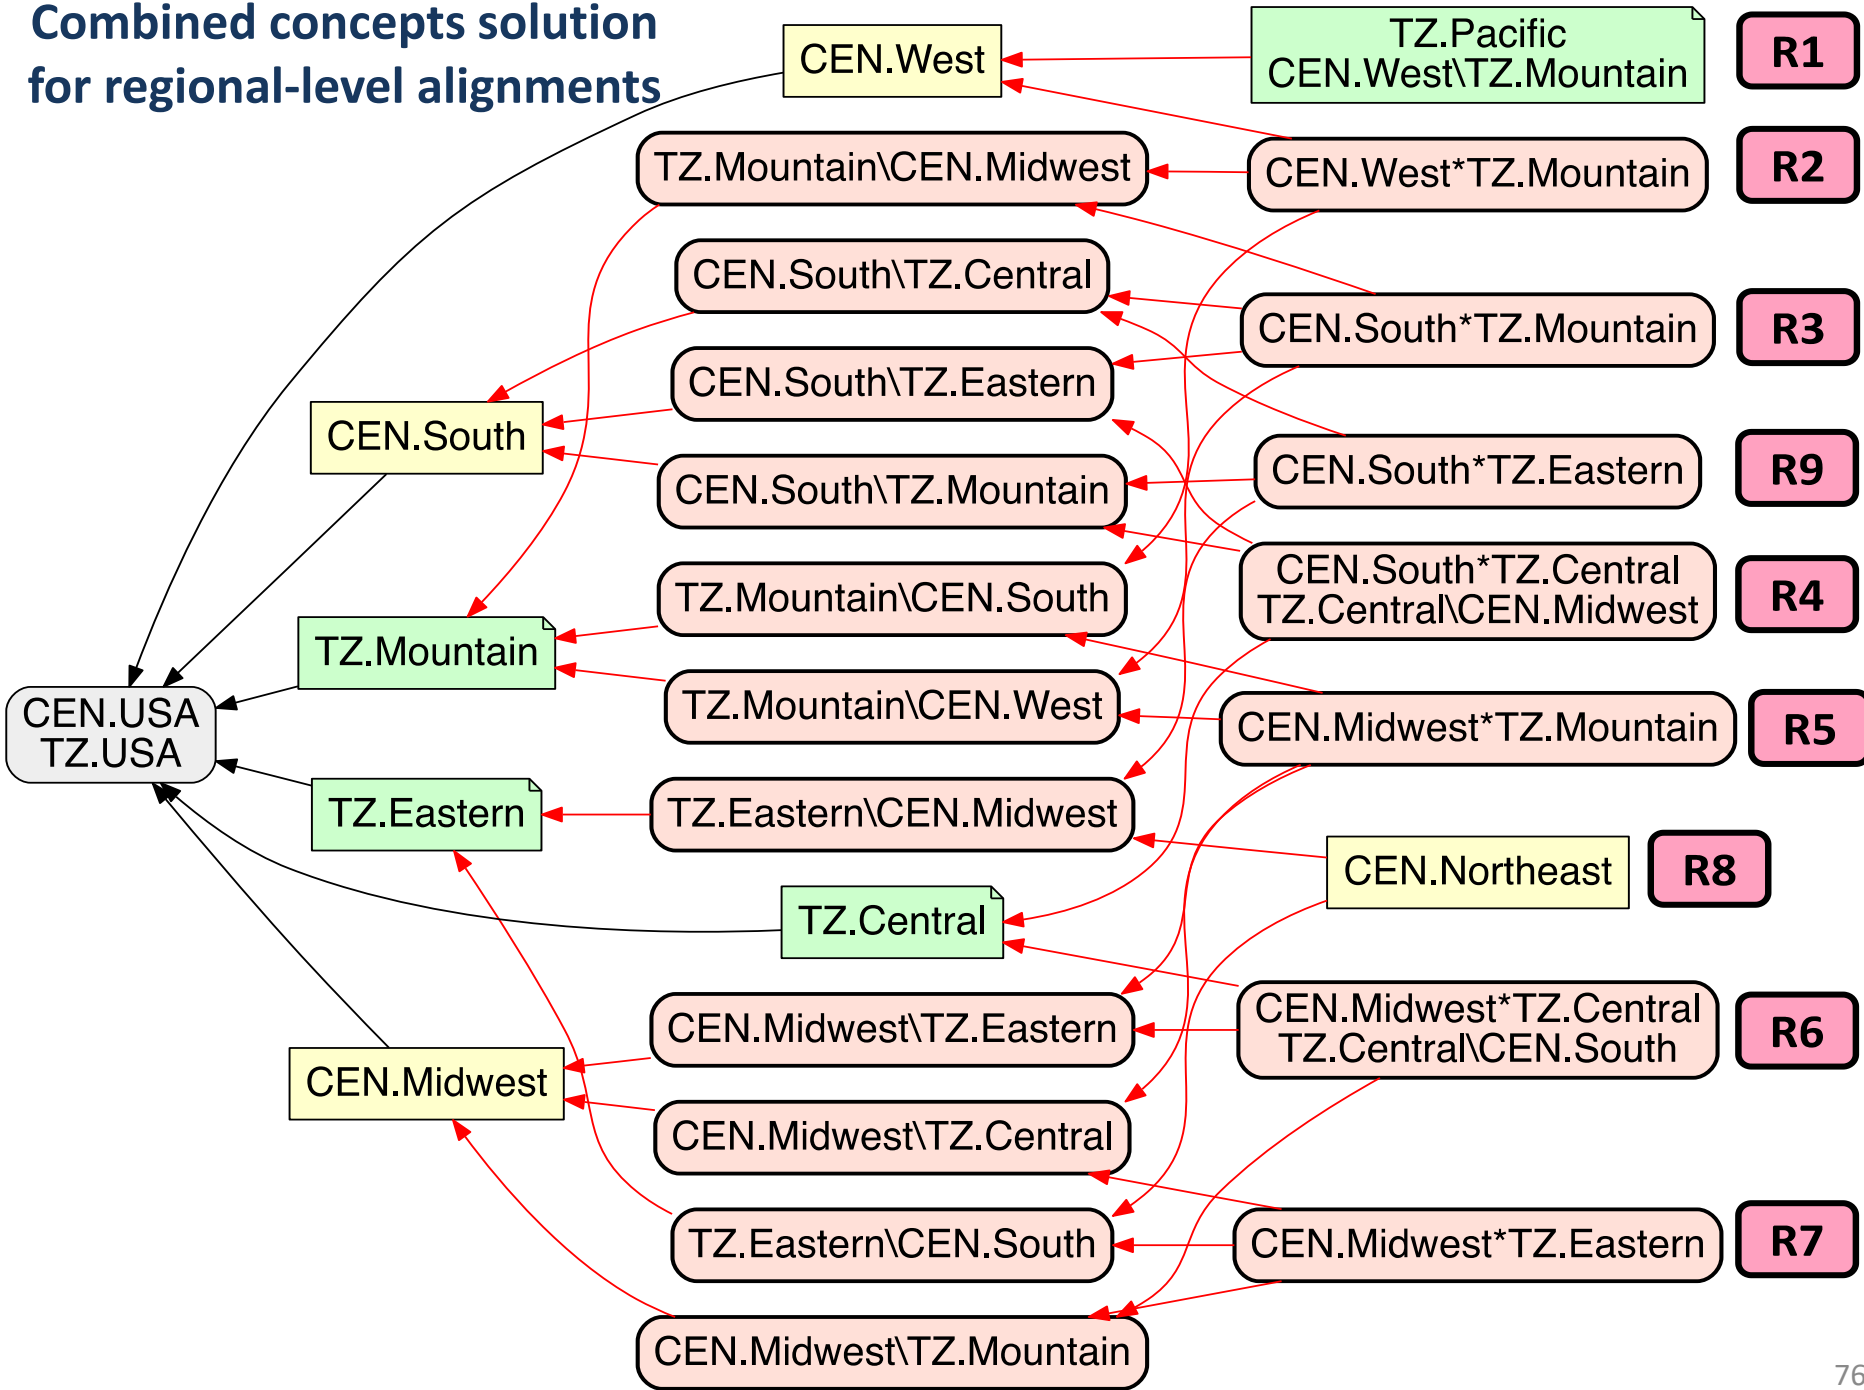 Combined concepts solution
for regional-level alignments
CEN.West
TZ.Pacific
CEN.West\TZ.Mountain
R1
TZ.Mountain\CEN.Midwest
CEN.West*TZ.Mountain
R2
CEN.South\TZ.Central
CEN.South*TZ.Mountain
R3
CEN.South\TZ.Eastern
CEN.South
CEN.South*TZ.Eastern
R9
CEN.South\TZ.Mountain
CEN.South*TZ.Central
TZ.Central\CEN.Midwest
R4
TZ.Mountain\CEN.South
TZ.Mountain
TZ.Mountain\CEN.West
CEN.Midwest*TZ.Mountain
R5
CEN.USA
TZ.USA
TZ.Eastern
TZ.Eastern\CEN.Midwest
CEN.Northeast
R8
TZ.Central
CEN.Midwest\TZ.Eastern
CEN.Midwest*TZ.Central
TZ.Central\CEN.South
R6
CEN.Midwest
CEN.Midwest\TZ.Central
TZ.Eastern\CEN.South
CEN.Midwest*TZ.Eastern
R7
CEN.Midwest\TZ.Mountain
76